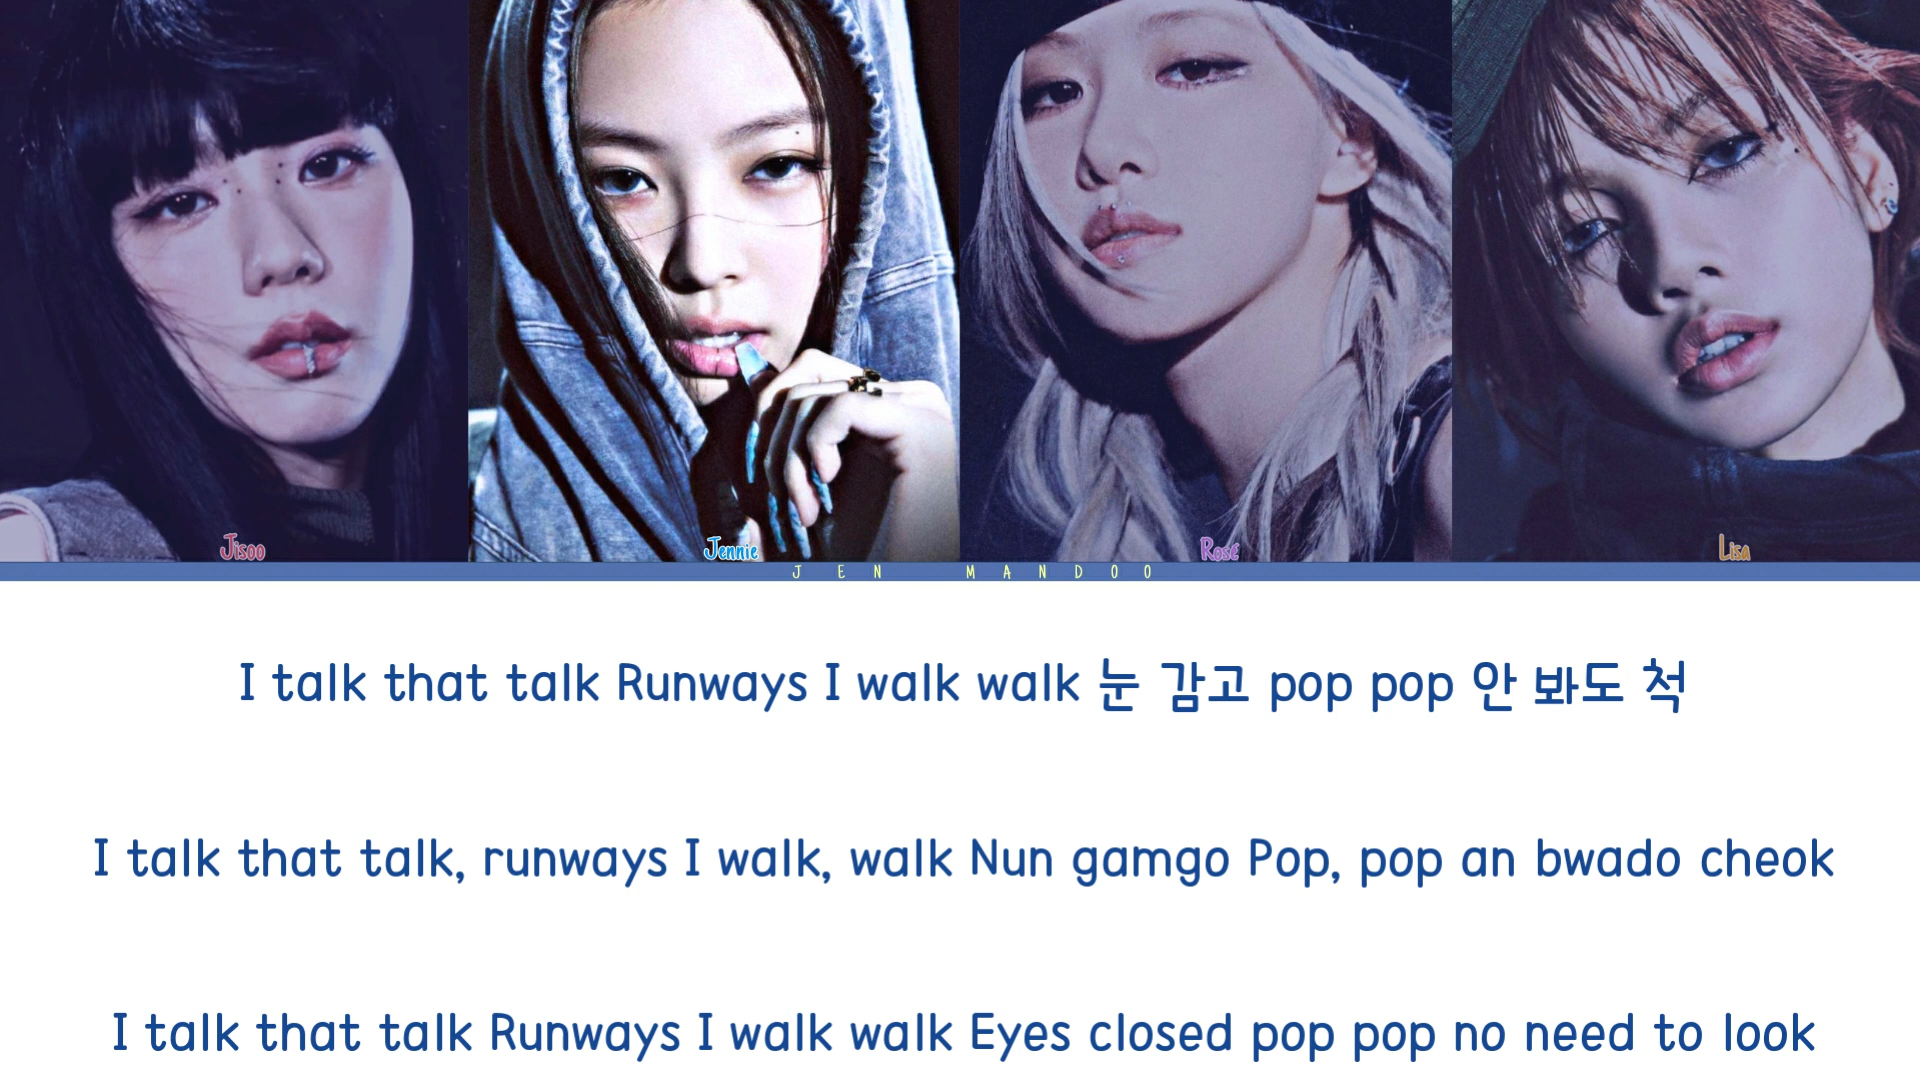 Jisoo
Jennie
Rosé
Lisa
JEN MANDOO
I talk that talk Runways I walk walk 눈 감고 pop pop 안 봐도 척
I talk that talk, runways I walk, walk Nun gamgo Pop, pop an bwado cheok
I talk that talk Runways I walk walk Eyes closed pop pop no need to look